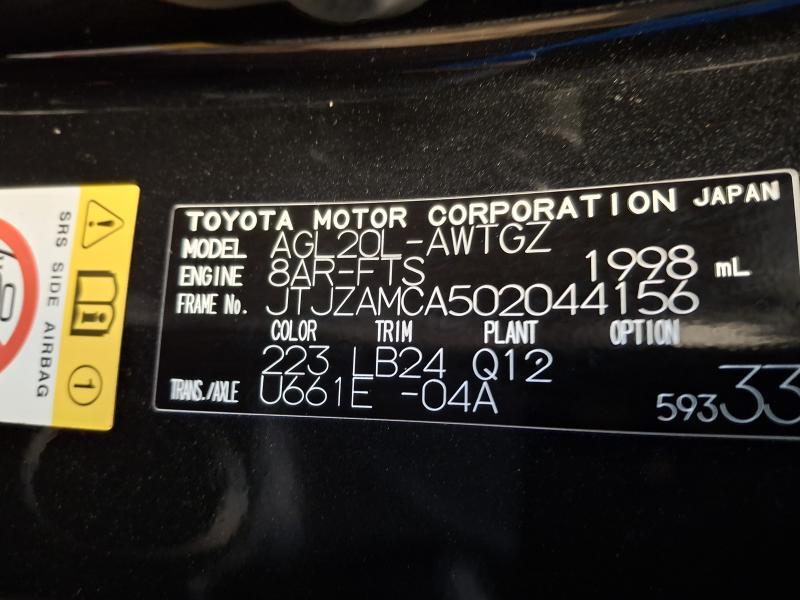 TOYOTA MOTOR CORPORATION JAPAN
MODEL AGL20L-AWTGZ
ENGINE 8AR-FTS 1998 mL
FRAME No. JTJZAMCA502044156
COLOR TRIM PLANT OPTION
223 LB24 Q12
TRANS./AXLE U661E -04A
59333
SRS SIDE AIRBAG
1